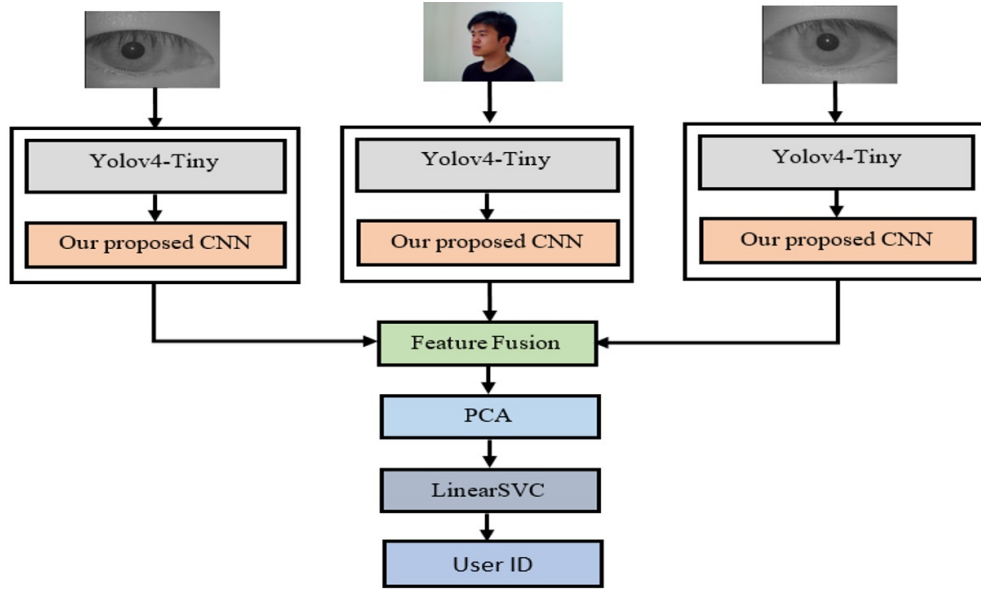 Yolov4-Tiny
Our proposed CNN
Yolov4-Tiny
Our proposed CNN
Yolov4-Tiny
Our proposed CNN
Feature Fusion
PCA
LinearSVC
User ID